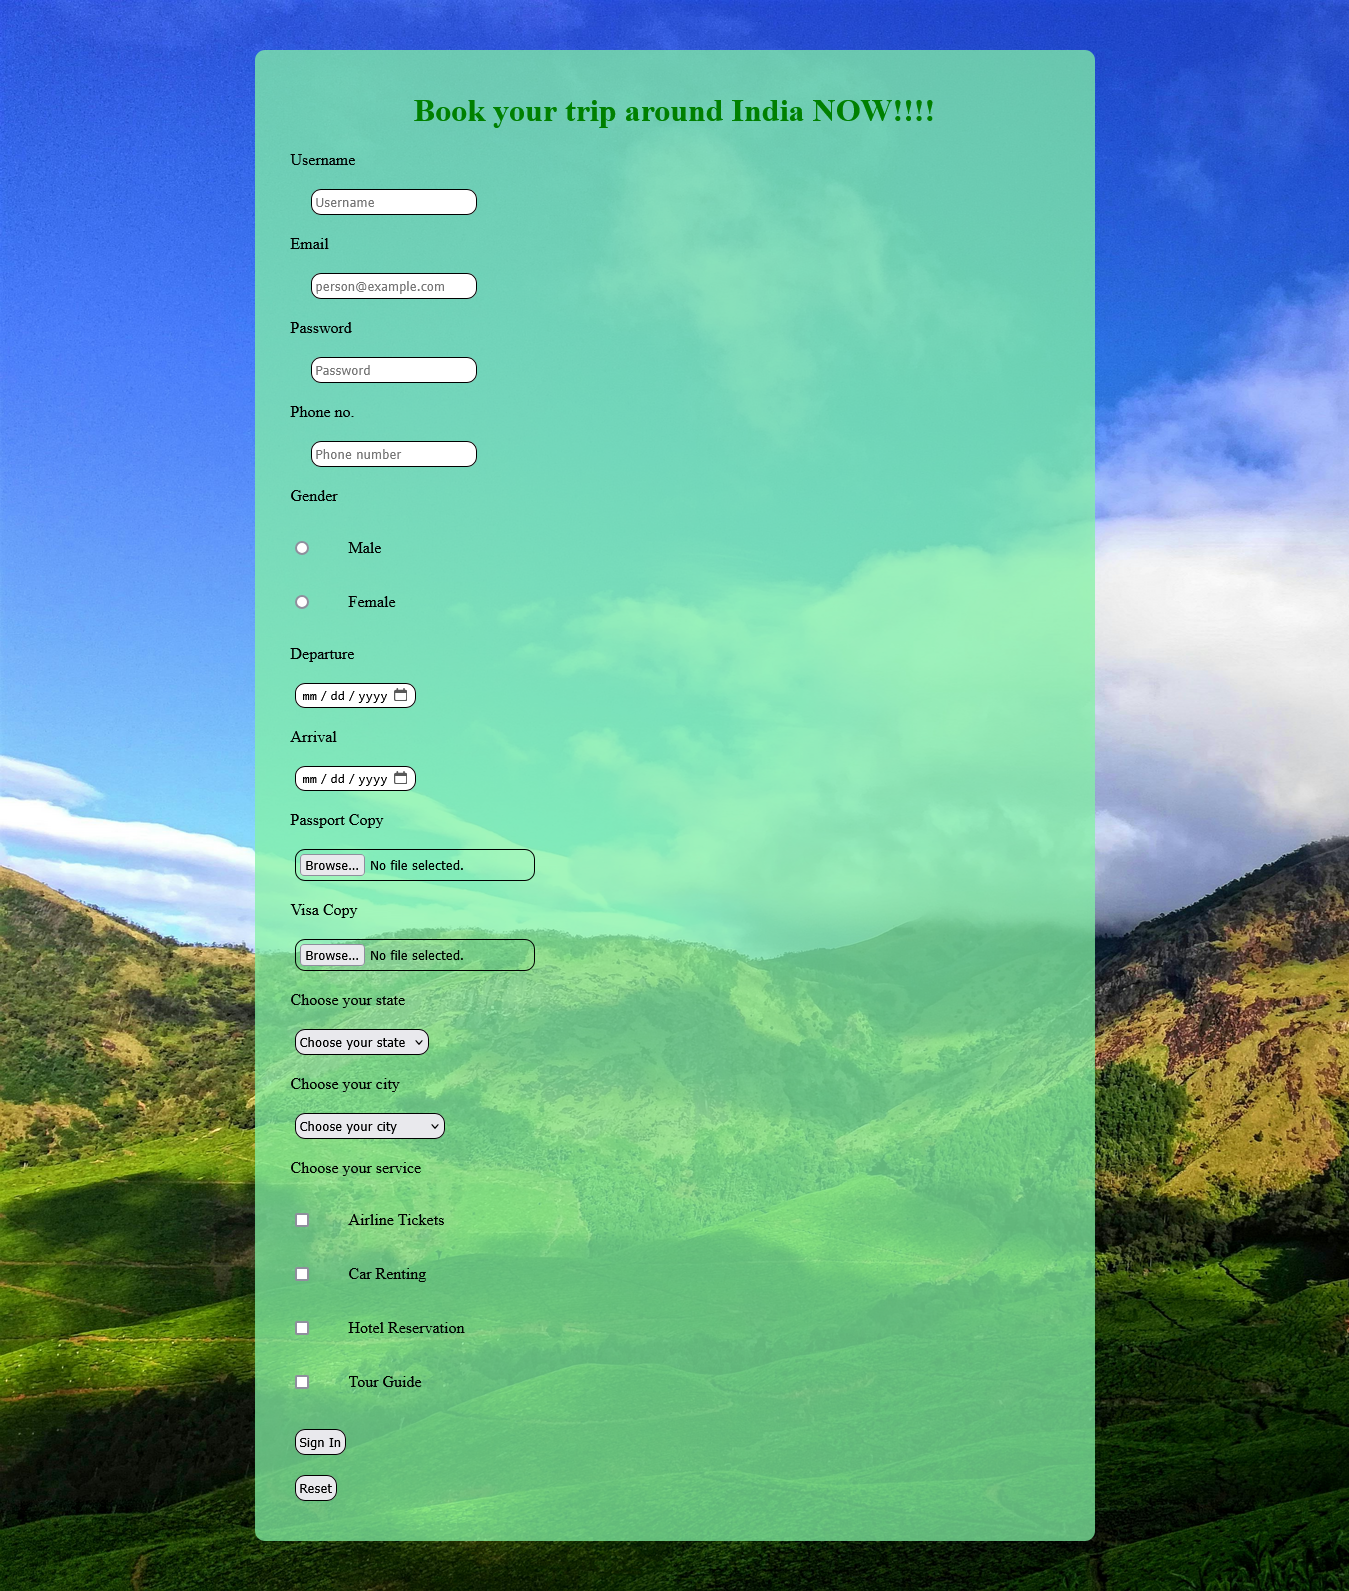 Book your trip around India NOW!!!!
Username
Username
Email
person@example.com
Password
Password
Phone no.
Phone number
Gender
Male
Female
Departure
mm / dd / yyyy
Arrival
mm / dd / yyyy
Passport Copy
Browse... No file selected.
Visa Copy
Browse... No file selected.
Choose your state
Choose your state
Choose your city
Choose your city
Choose your service
Airline Tickets
Car Renting
Hotel Reservation
Tour Guide
Sign In
Reset